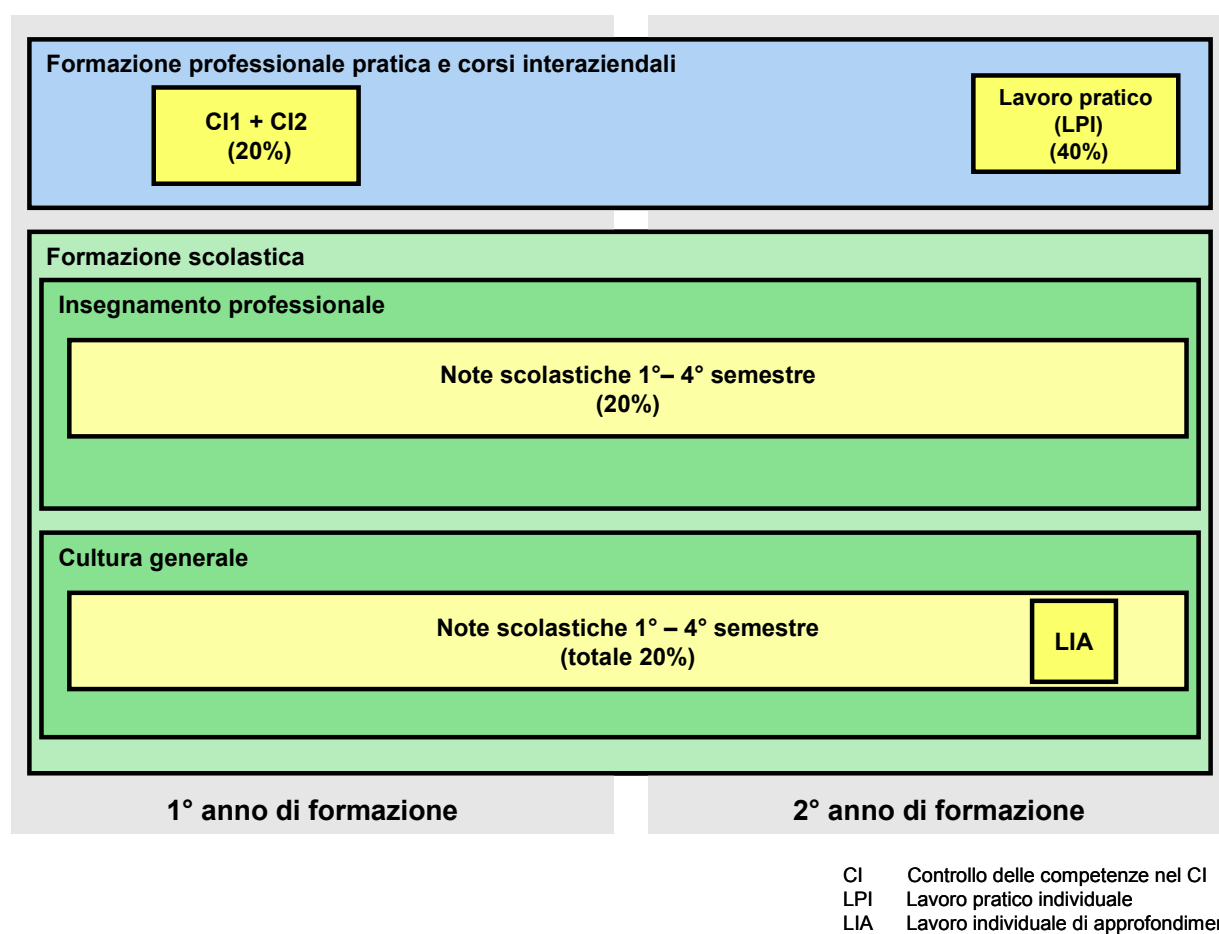 Formazione professionale pratica e corsi interaziendali
CI1 + CI2
(20%)
Lavoro pratico
(LPI)
(40%)
Formazione scolastica
Insegnamento professionale
Note scolastiche 1°– 4° semestre
(20%)
Cultura generale
Note scolastiche 1° – 4° semestre
(totale 20%)
LIA
1° anno di formazione
2° anno di formazione
CI Controllo delle competenze nel CI
LPI Lavoro pratico individuale
LIA Lavoro individuale di